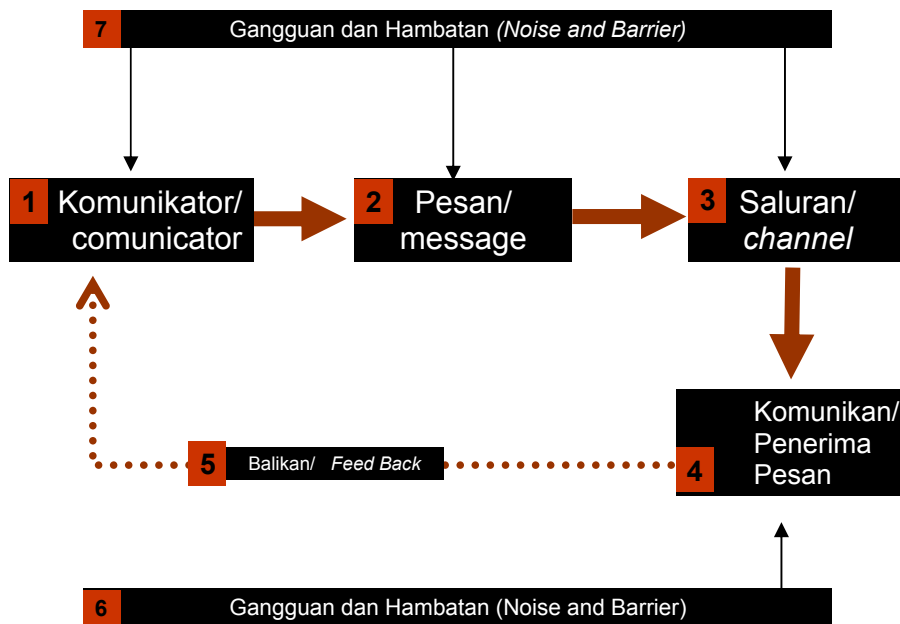 7 Gangguan dan Hambatan (Noise and Barrier)
1 Komunikator/
comunicator
2 Pesan/
message
3 Saluran/
channel
Komunikan/
Penerima
4 Pesan
5 Balikan/ Feed Back
6 Gangguan dan Hambatan (Noise and Barrier)